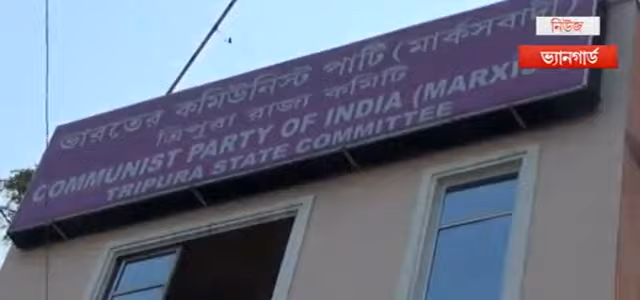 ভারতের কমিউনিস্ট পার্টি (মার্কসবাদী)
ত্রিপুরা রাজ্য কমিটি
COMMUNIST PARTY OF INDIA (MARXIS
TRIPURA STATE COMMITTEE
নিউজ
ভ্যানগার্ড